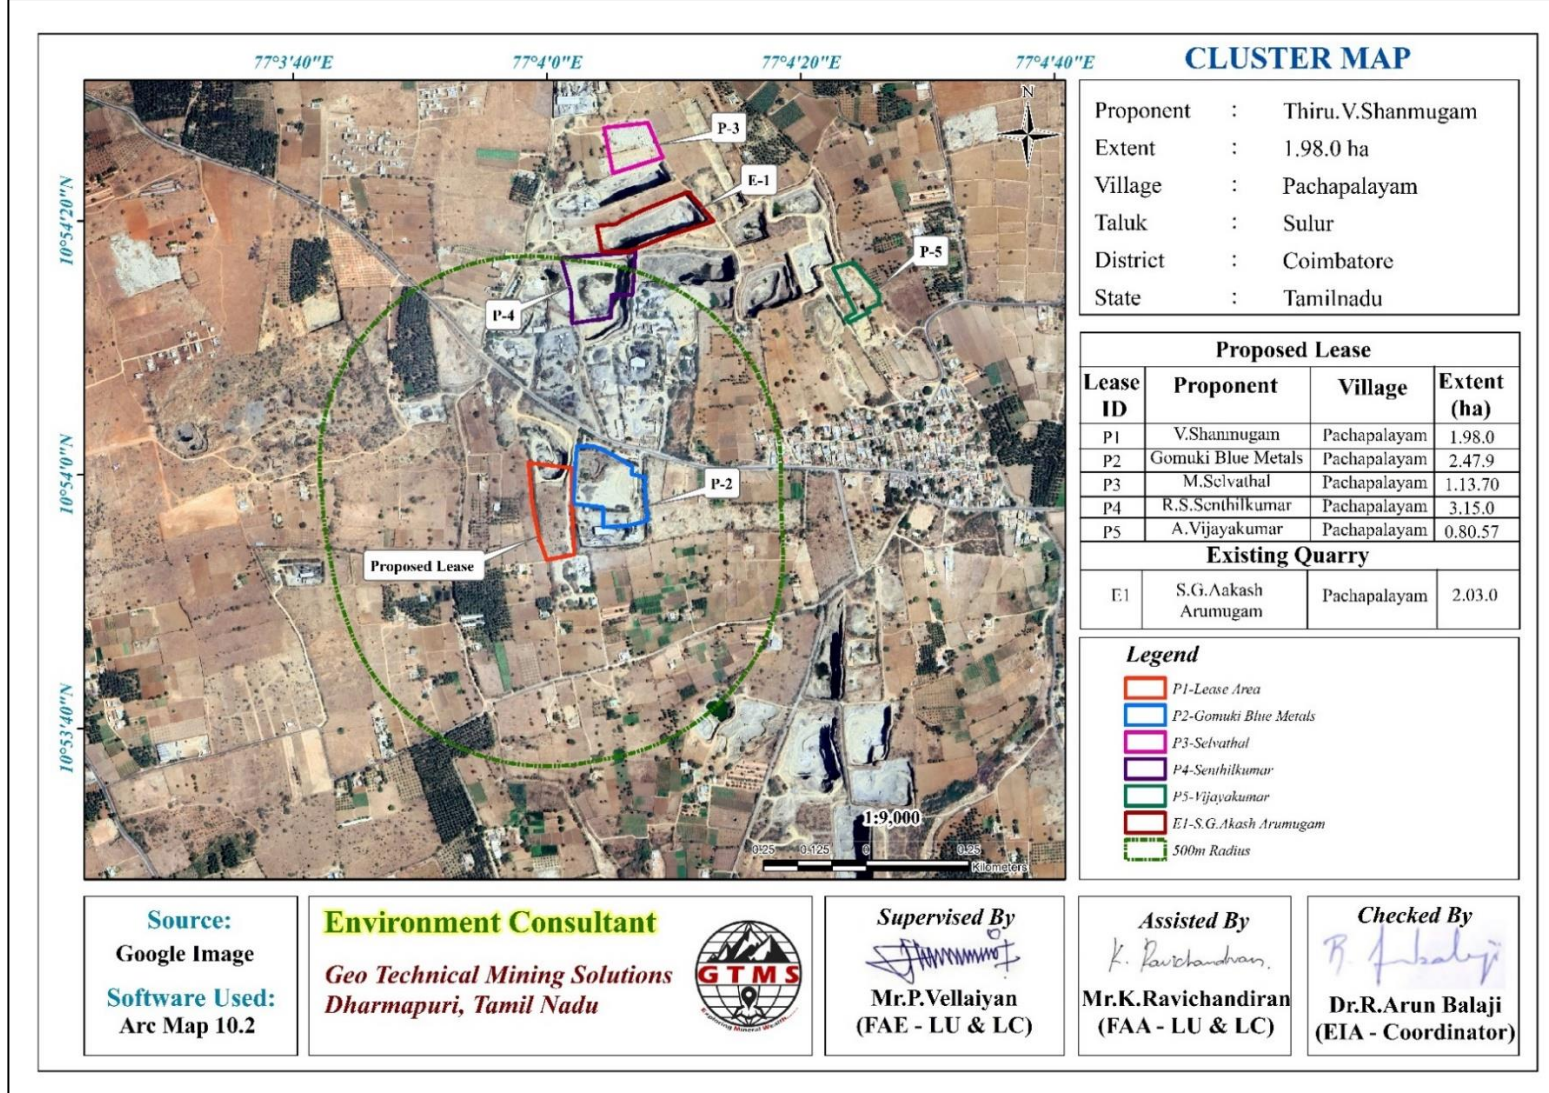 CLUSTER MAP
77°3'40"E
77°4'0"E
77°4'20"E
77°4'40"E
10°54'20"N
10°54'0"N
10°53'40"N
N
P-3
E-1
P-5
P-4
P-2
Proposed Lease
1:9,000
0.25 0.125 0 0.25
Kilometers
Proponent : Thiru.V.Shanmugam
Extent : 1.98.0 ha
Village : Pachapalayam
Taluk : Sulur
District : Coimbatore
State : Tamilnadu
Proposed Lease
Lease ID Proponent Village Extent (ha)
P1 V.Shanmugam Pachapalayam 1.98.0
P2 Gomuki Blue Metals Pachapalayam 2.47.9
P3 M.Selvathal Pachapalayam 1.13.70
P4 R.S.Senthilkumar Pachapalayam 3.15.0
P5 A.Vijayakumar Pachapalayam 0.80.57
Existing Quarry
E1 S.G.Aakash Arumugam Pachapalayam 2.03.0
Legend
P1-Lease Area
P2-Gomuki Blue Metals
P3-Selvathal
P4-Senthilkumar
P5-Vijayakumar
E1-S.G.Akash Arumugam
500m Radius
Source:
Google Image
Software Used:
Arc Map 10.2
Environment Consultant
Geo Technical Mining Solutions
Dharmapuri, Tamil Nadu
GTMS
Exploring Mineral Wealth......
Supervised By
Mr.P.Vellaiyan
(FAE - LU & LC)
Assisted By
K. Ravichandran.
Mr.K.Ravichandiran
(FAA - LU & LC)
Checked By
Dr.R.Arun Balaji
(EIA - Coordinator)